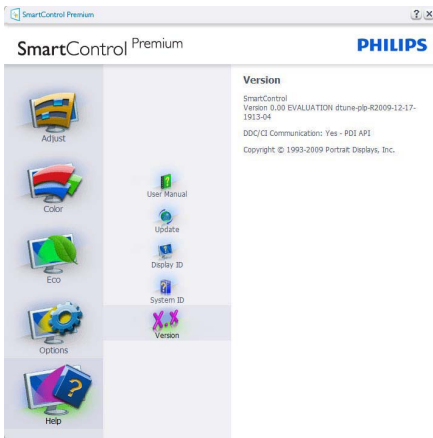 SmartControl Premium
SmartControl Premium
PHILIPS
Adjust
Color
Eco
Options
Help
User Manual
Update
Display ID
System ID
X.x
Version
Version
SmartControl
Version 0.00 EVALUATION dtune-plp-R2009-12-17-
1913-04
DDC/CI Communication: Yes - PDI API
Copyright © 1993-2009 Portrait Displays, Inc.